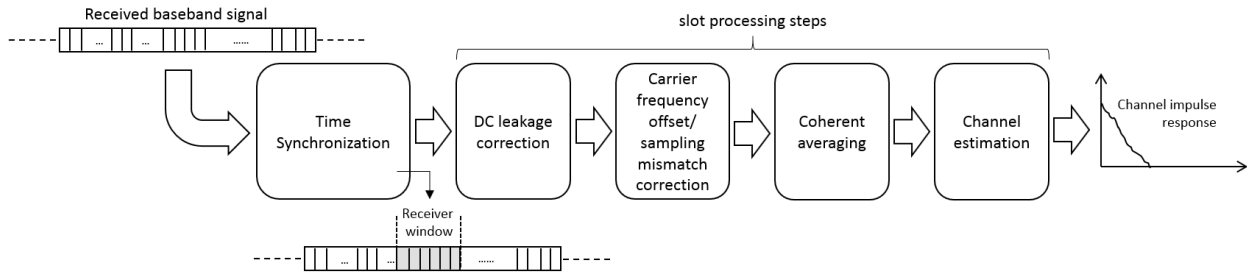 Received baseband signal
slot processing steps
... ... ......
Time
Synchronization
DC leakage
correction
Carrier
frequency
offset/
sampling
mismatch
correction
Coherent
averaging
Channel
estimation
Channel impulse
response
Receiver
window
... ... ......